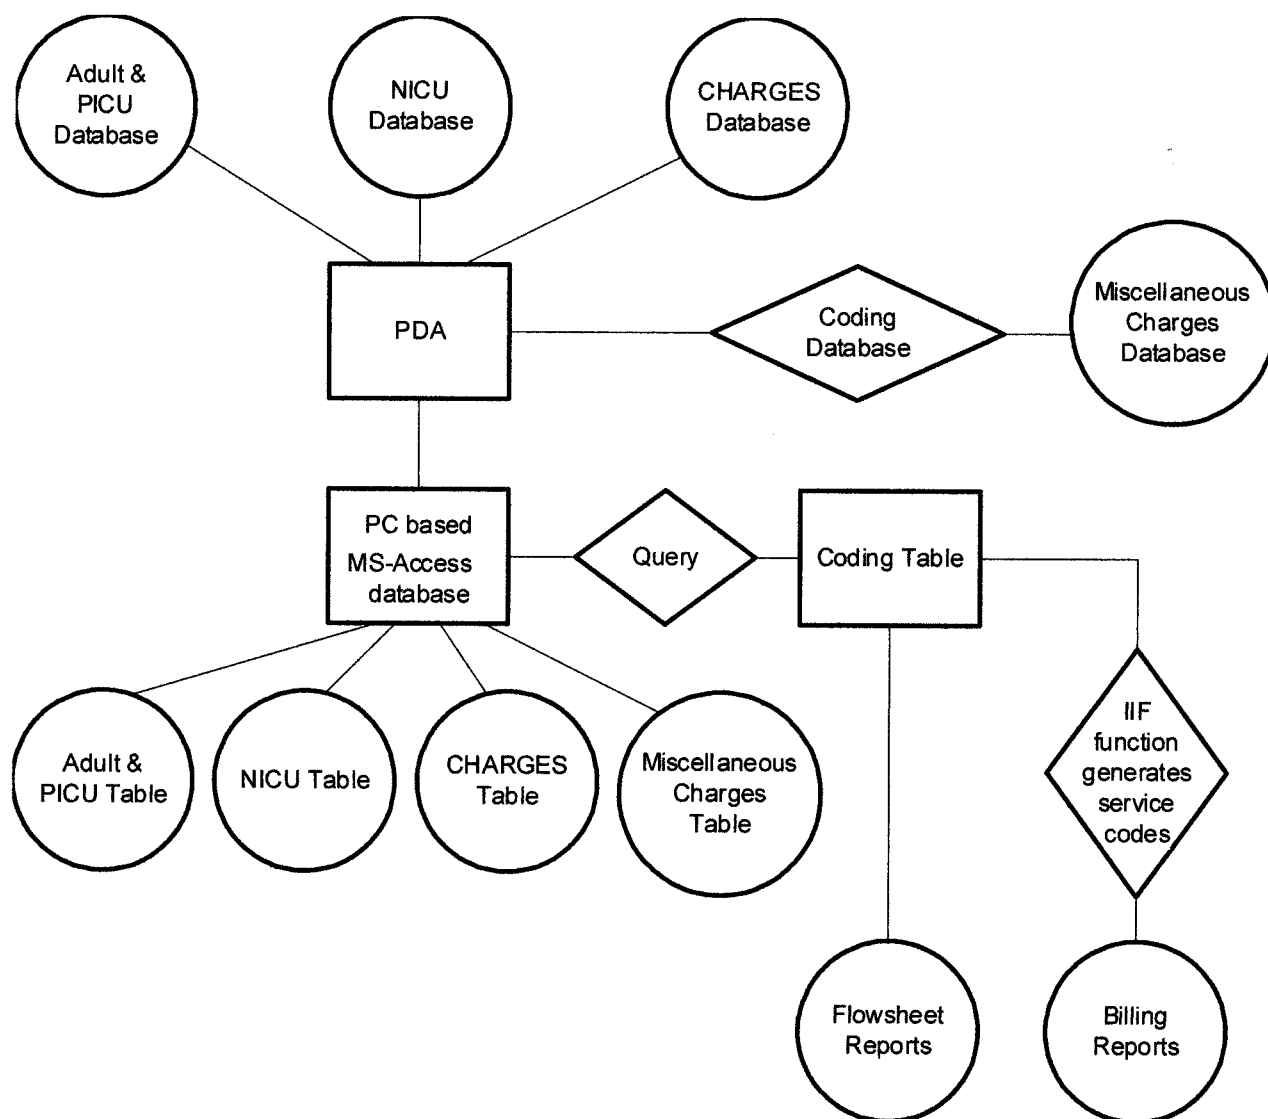 Adult &
PICU
Database
NICU
Database
CHARGES
Database
Miscellaneous
Charges
Database
PDA
Coding
Database
PC based
MS-Access
database
Query
Coding Table
Adult &
PICU Table
NICU Table
CHARGES
Table
Miscellaneous
Charges
Table
IIF
function
generates
service
codes
Flowsheet
Reports
Billing
Reports